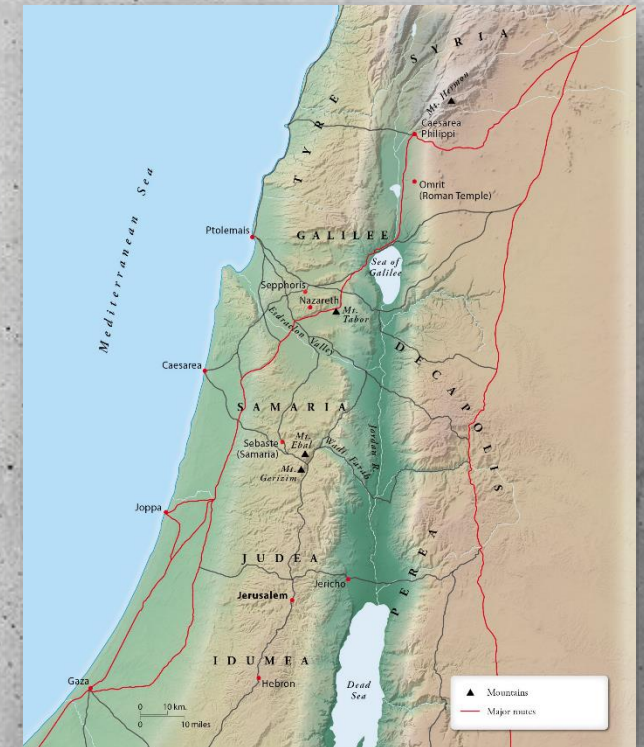 SYRIA
Mt. Hermon
TYRE
Caesarea
Philippi
Omrit
(Roman Temple)
Mediterranean Sea
Ptolemais
GALILEE
Sea of
Galilee
Sepphoris
Nazareth
Mt.
Tabor
Esdraelon Valley
DECAPOLIS
Caesarea
SAMARIA
Sebaste
(Samaria)
Mt.
Ebal
Wadi Farah
Jordan R.
Mt.
Gerizim
Joppa
JUDEA
Jericho
PEREA
Jerusalem
IDUMEA
Gaza
Hebron
Dead
Sea
0 10 km.
0 10 miles
Mountains
Major routes